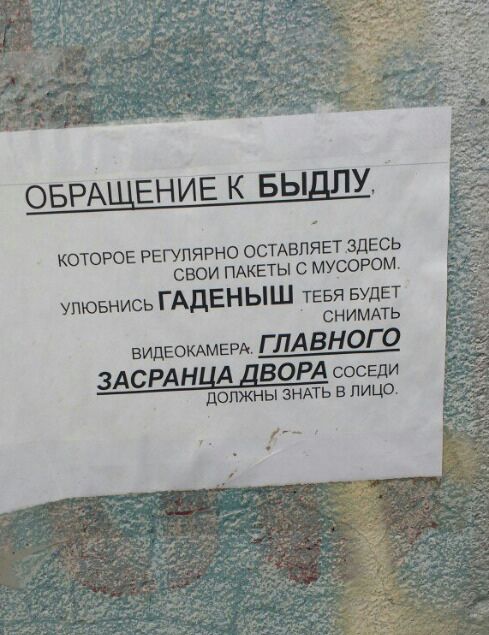 ОБРАЩЕНИЕ К БЫДЛУ,
КОТОРОЕ РЕГУЛЯРНО ОСТАВЛЯЕТ ЗДЕСЬ
СВОИ ПАКЕТЫ С МУСОРОМ.
УЛЮБНИСЬ ГАДЕНЫШ ТЕБЯ БУДЕТ
СНИМАТЬ
ВИДЕОКАМЕРА. ГЛАВНОГО
ЗАСРАНЦА ДВОРА СОСЕДИ
ДОЛЖНЫ ЗНАТЬ В ЛИЦО.